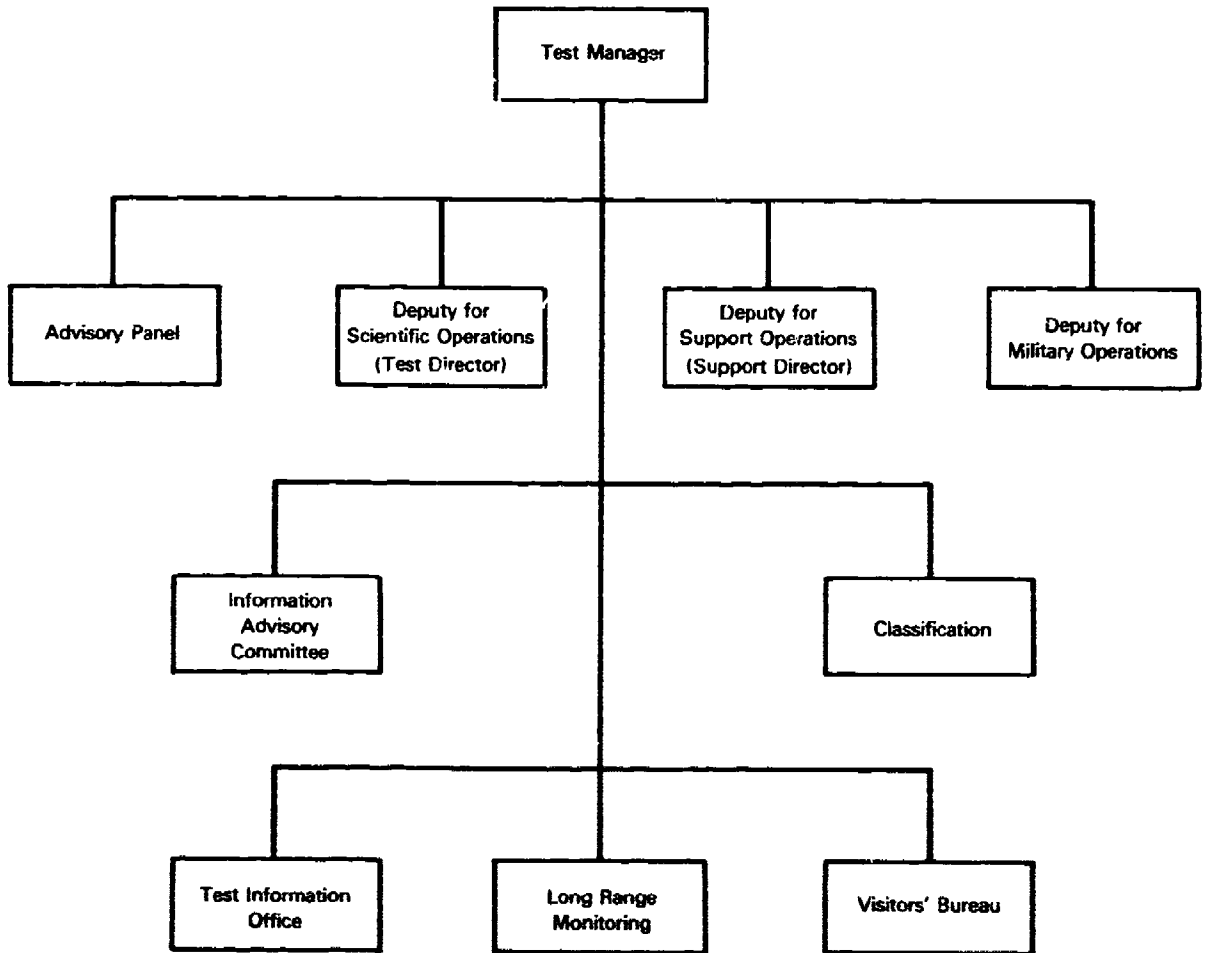 Test Manager
Advisory Panel
Deputy for
Scientific Operations
(Test Director)
Deputy for
Support Operations
(Support Director)
Deputy for
Military Operations
Information
Advisory
Committee
Classification
Test Information
Office
Long Range
Monitoring
Visitors' Bureau